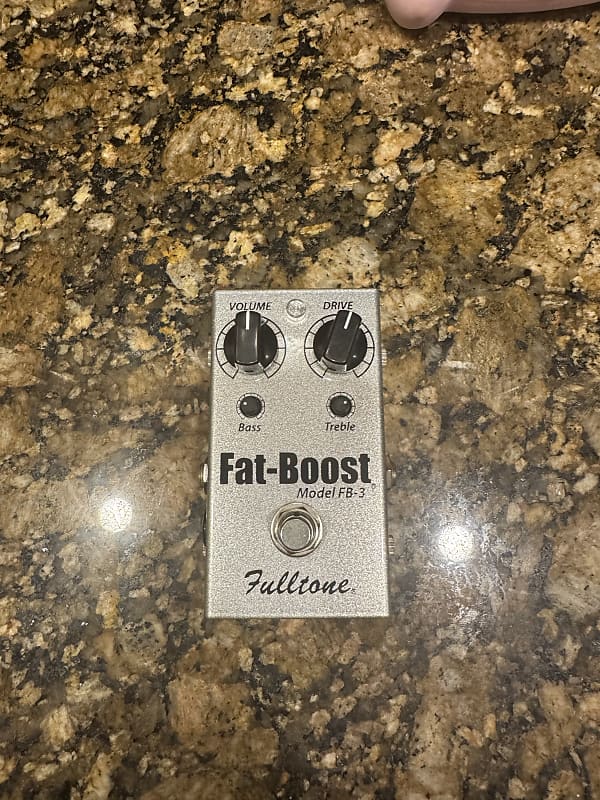 VOLUME DRIVE
Bass Treble
Fat-Boost
Model FB-3
Fulltone®